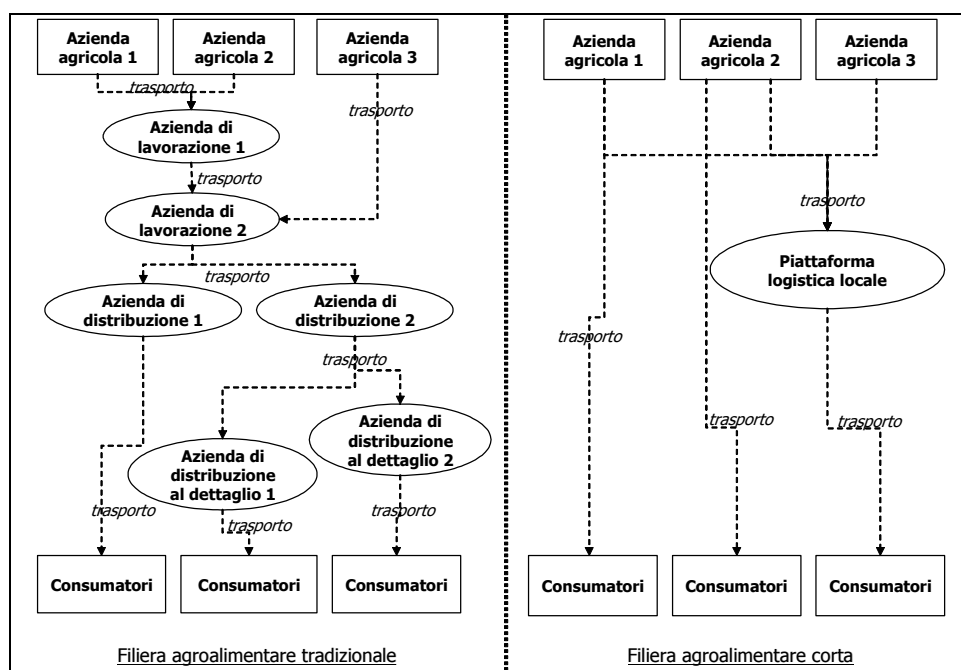 Azienda
agricola 1
Azienda
agricola 2
Azienda
agricola 3
trasporto
trasporto
Azienda di
lavorazione 1
trasporto
Azienda di
lavorazione 2
trasporto
Azienda di
distribuzione 1
Azienda di
distribuzione 2
trasporto
Azienda di
distribuzione
al dettaglio 2
Azienda di
distribuzione
al dettaglio 1
trasporto
trasporto
trasporto
Consumatori
Consumatori
Consumatori
Filiera agroalimentare tradizionale
Azienda
agricola 1
Azienda
agricola 2
Azienda
agricola 3
trasporto
Piattaforma
logistica locale
trasporto
trasporto
trasporto
Consumatori
Consumatori
Consumatori
Filiera agroalimentare corta